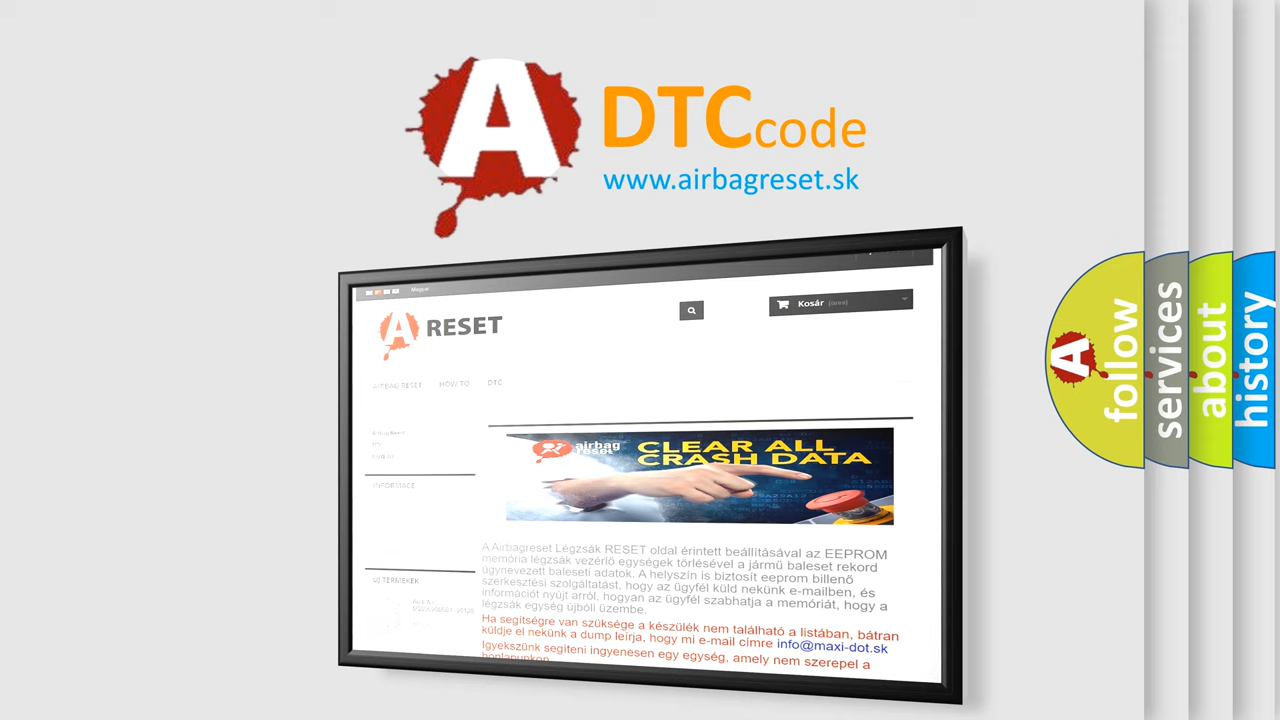 A
DTCcode
www.airbagreset.sk
Magyar
A RESET
Kosár (üres)
AIRBAG RESET HOW TO DTC
INFORMACE
airbag
reset
CLEAR ALL
CRASH DATA
A Airbagreset Légzsák RESET oldal érintett beállításával az EEPROM
memória légzsák vezérlő egységek törlésével a jármű baleset rekord
úgynevezett baleseti adatok. A helyszín is biztosít eeprom billenő
szerkesztési szolgáltatást, hogy az ügyfél küld nekünk e-mailben, és
információt nyújt arról, hogyan az ügyfél szabhatja a memóriát, hogy a
légzsák egység újbóli üzembe.
Ha segítségre van szüksége a készülék nem található a listában, bátran
küldje el nekünk a dump leírja, hogy mi e-mail címre info@maxi-dot.sk
Igyekszünk segíteni ingyenesen egy egység, amely nem szerepel a
honlapunkon
ÚJ TERMÉKEK
A
follow
services
about
history